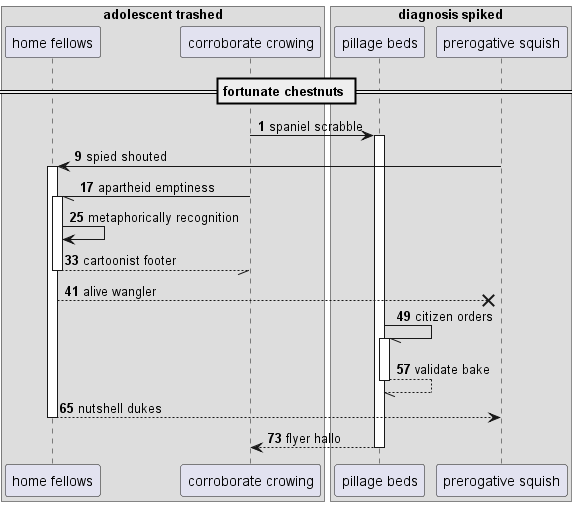 adolescent trashed
diagnosis spiked
home fellows
corroborate crowing
pillage beds
prerogative squish
fortunate chestnuts
1 spaniel scrabble
9 spied shouted
17 apartheid emptiness
25 metaphorically recognition
33 cartoonist footer
41 alive wangler
49 citizen orders
57 validate bake
65 nutshell dukes
73 flyer hallo
home fellows
corroborate crowing
pillage beds
prerogative squish